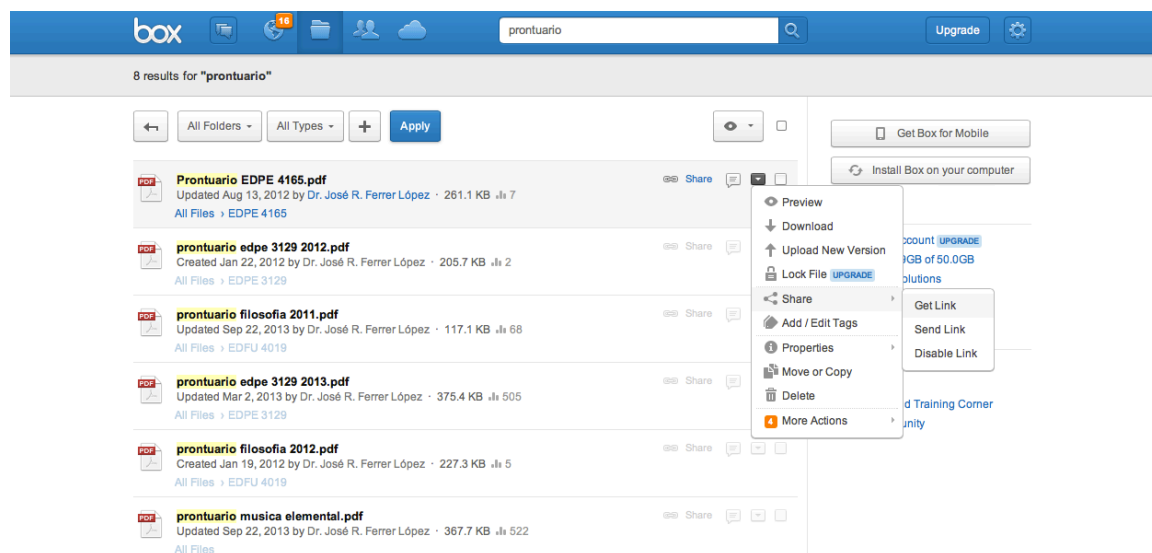 box 16 prontuario Upgrade
8 results for "prontuario"
All Folders All Types + Apply
Get Box for Mobile
Install Box on your computer
PDF Prontuario EDPE 4165.pdf Share
Updated Aug 13, 2012 by Dr. José R. Ferrer López · 261.1 KB 7
All Files › EDPE 4165
Preview
Download
Upload New Version
Lock File UPGRADE
Share
Add / Edit Tags
Properties
Move or Copy
Delete
4 More Actions
Get Link
Send Link
Disable Link
UPGRADE
of 50.0GB
d Training Corner
PDF prontuario edpe 3129 2012.pdf Share
Created Jan 22, 2012 by Dr. José R. Ferrer López · 205.7 KB 2
All Files › EDPE 3129
PDF prontuario filosofia 2011.pdf Share
Updated Sep 22, 2013 by Dr. José R. Ferrer López · 117.1 KB 68
All Files › EDFU 4019
PDF prontuario edpe 3129 2013.pdf Share
Updated Mar 2, 2013 by Dr. José R. Ferrer López · 375.4 KB 505
All Files › EDPE 3129
PDF prontuario filosofia 2012.pdf Share
Created Jan 19, 2012 by Dr. José R. Ferrer López · 227.3 KB 5
All Files › EDFU 4019
PDF prontuario musica elemental.pdf Share
Updated Sep 22, 2013 by Dr. José R. Ferrer López · 367.7 KB 522
All Files